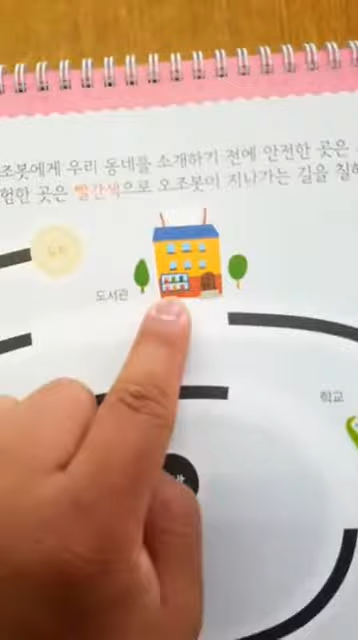 조봇에게 우리 동네를 소개하기 전에 안전한 곳은
험한 곳은 빨간색으로 오조봇이 지나가는 길을 칠해
도서관
학교